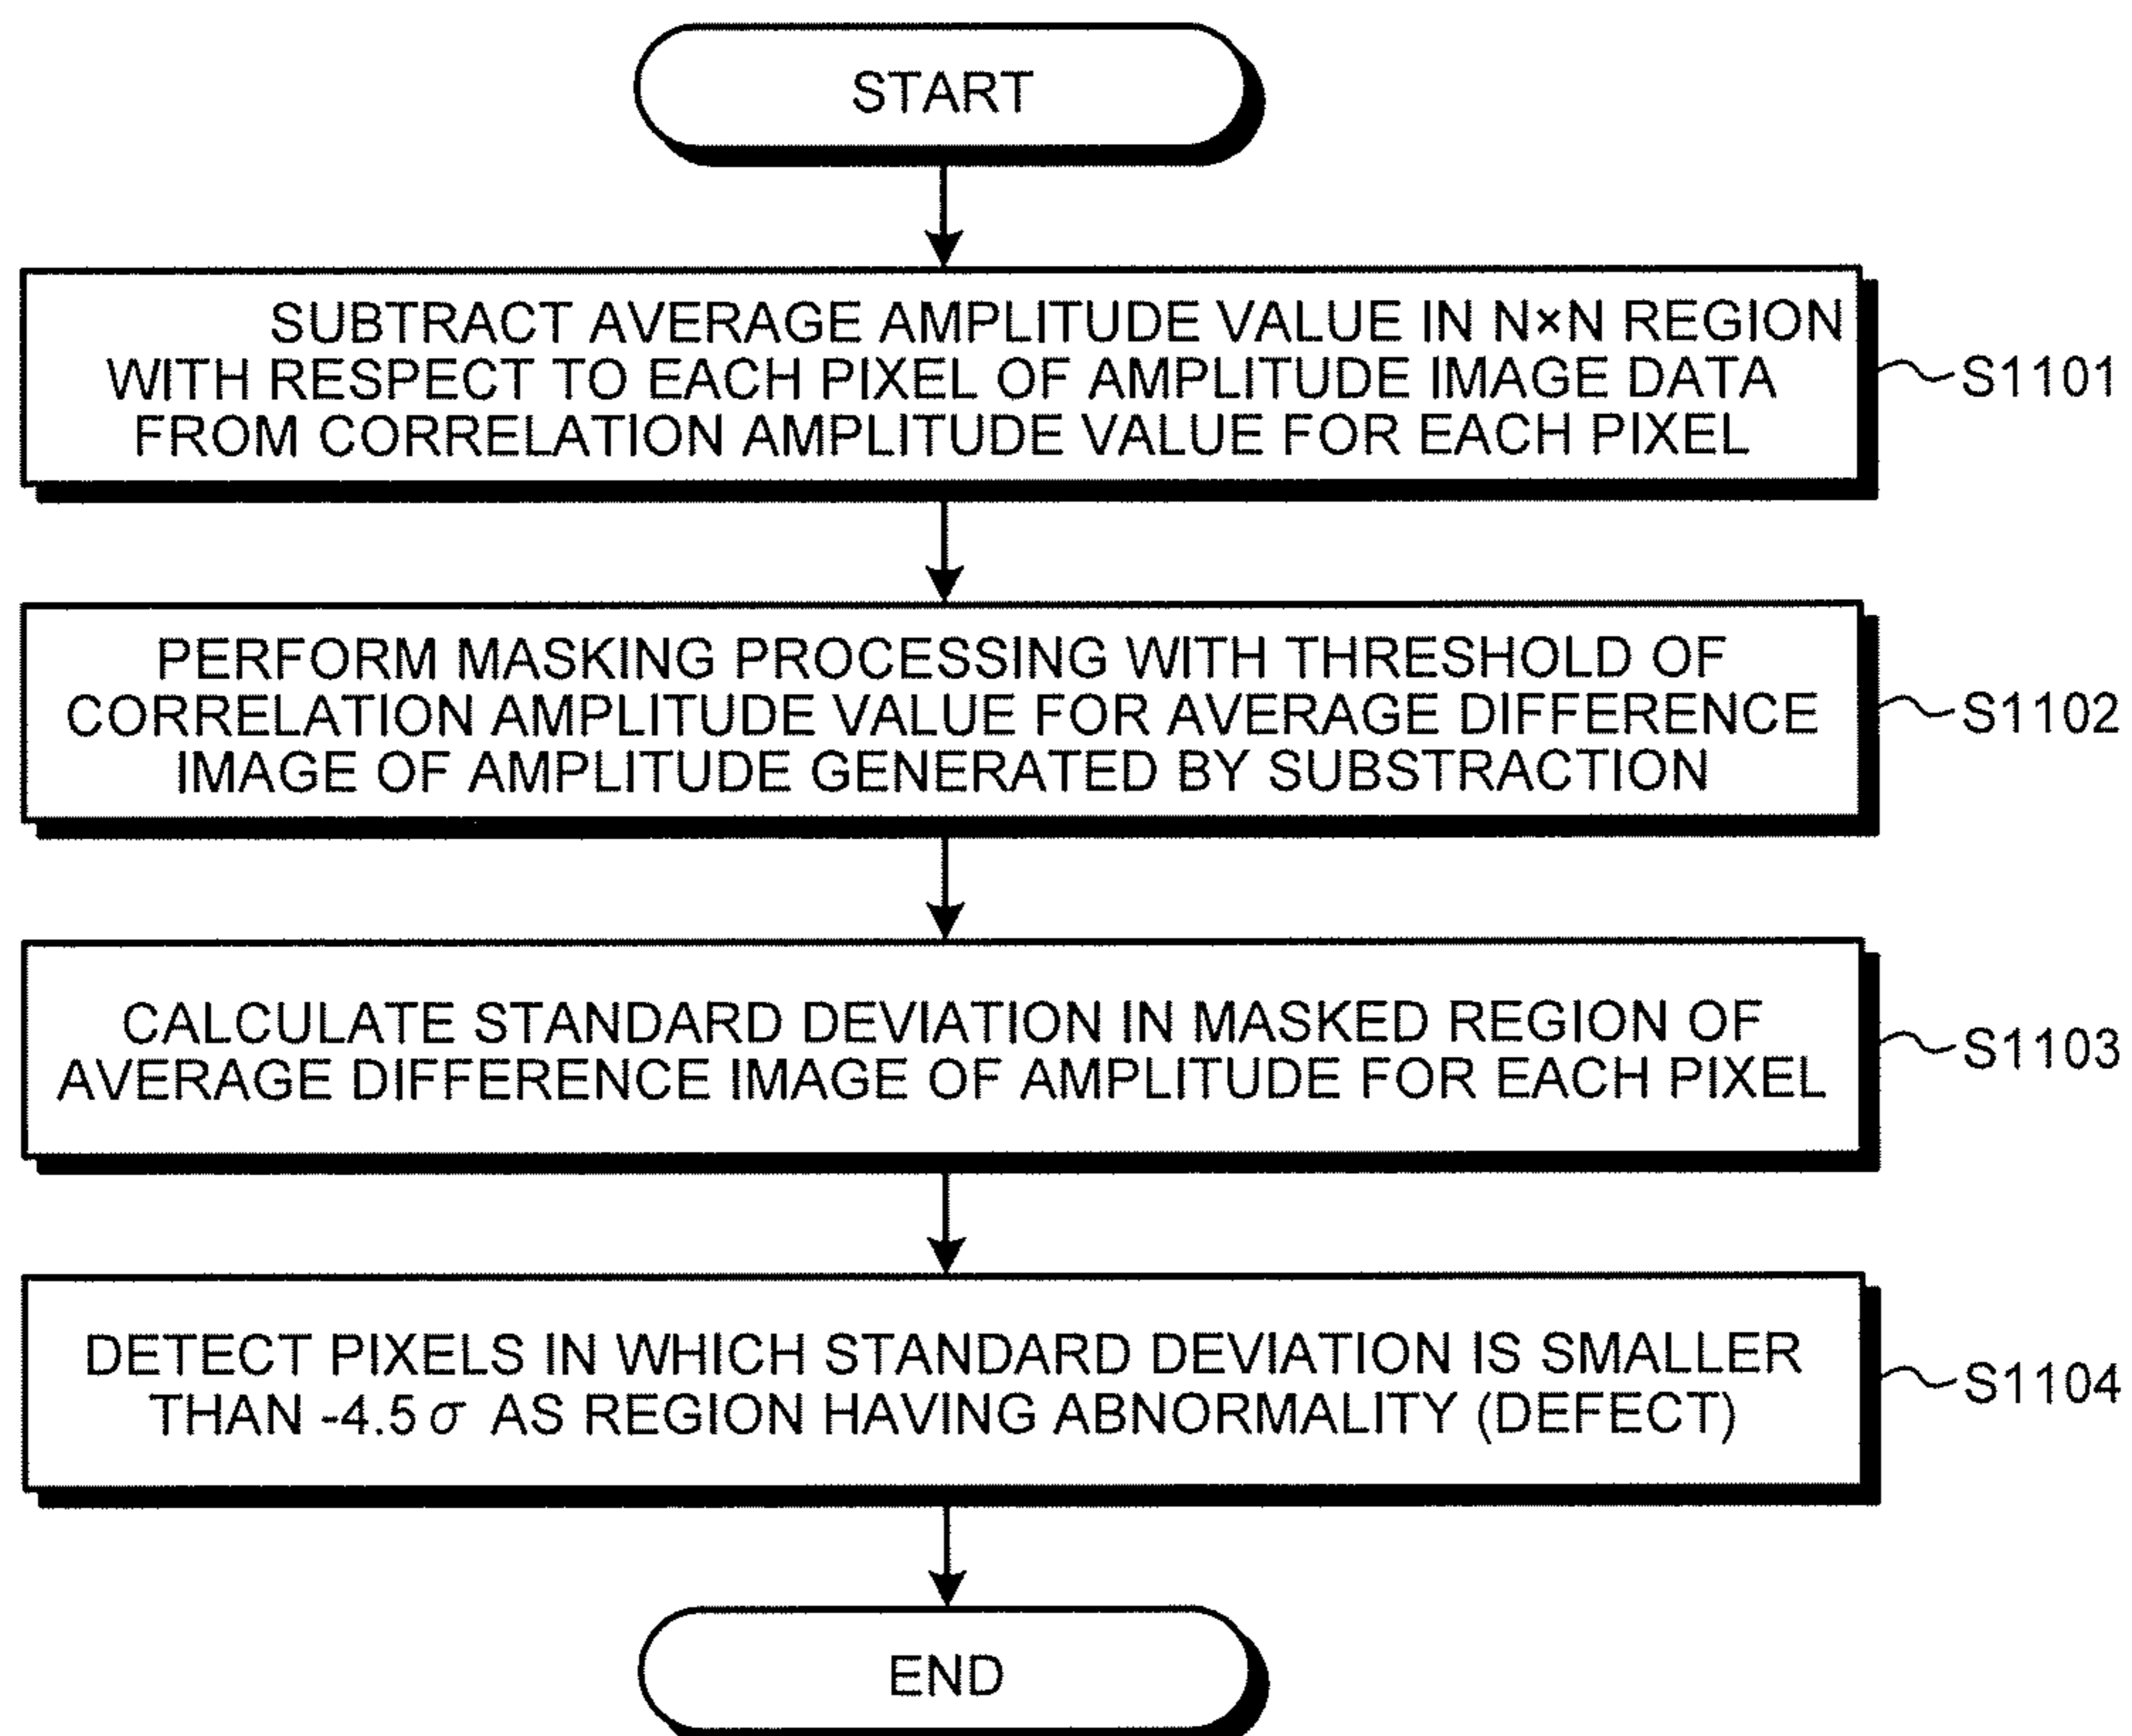 START
SUBTRACT AVERAGE AMPLITUDE VALUE IN N×N REGION
WITH RESPECT TO EACH PIXEL OF AMPLITUDE IMAGE DATA
FROM CORRELATION AMPLITUDE VALUE FOR EACH PIXEL
S1101
PERFORM MASKING PROCESSING WITH THRESHOLD OF
CORRELATION AMPLITUDE VALUE FOR AVERAGE DIFFERENCE
IMAGE OF AMPLITUDE GENERATED BY SUBSTRACTION
S1102
CALCULATE STANDARD DEVIATION IN MASKED REGION OF
AVERAGE DIFFERENCE IMAGE OF AMPLITUDE FOR EACH PIXEL
S1103
DETECT PIXELS IN WHICH STANDARD DEVIATION IS SMALLER
THAN -4.5σ AS REGION HAVING ABNORMALITY (DEFECT)
S1104
END